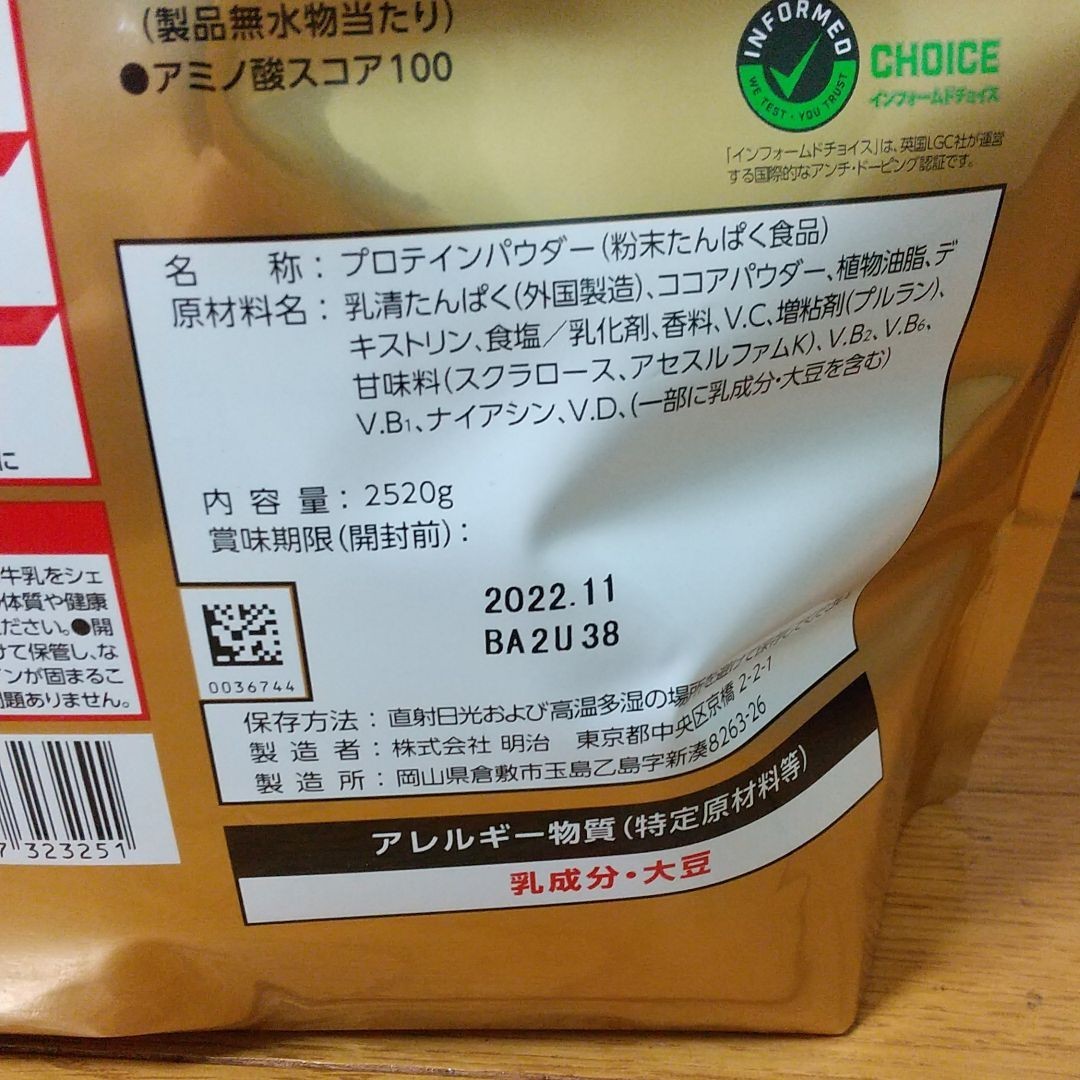 (製品無水物当たり)
●アミノ酸スコア100
INFORMED
WE TEST · YOU TRUST
CHOICE
インフォームドチョイス
「インフォームドチョイス」は、英国LGC社が運営
する国際的なアンチ・ドーピング認証です。
名 称：プロテインパウダー(粉末たんぱく食品)
原材料名：乳清たんぱく(外国製造)、ココアパウダー、植物油脂、デ
キストリン、食塩／乳化剤、香料、V.C、増粘剤(プルラン)、
甘味料(スクラロース、アセスルファムK)、V.B2、V.B6、
V.B1、ナイアシン、V.D、(一部に乳成分・大豆を含む)
内容量：2520g
賞味期限(開封前)：
2022.11
BA2U38
0036744
保存方法：直射日光および高温多湿の場所を避けて保存してください
製造者：株式会社 明治 東京都中央区京橋 2-2-1
製造所：岡山県倉敷市玉島乙島字新湊8263-26
アレルギー物質(特定原材料等)
乳成分・大豆
に
牛乳をシェ
体質や健康
ださい。●開
けて保管し、な
インが固まるこ
問題ありません。
7 323251